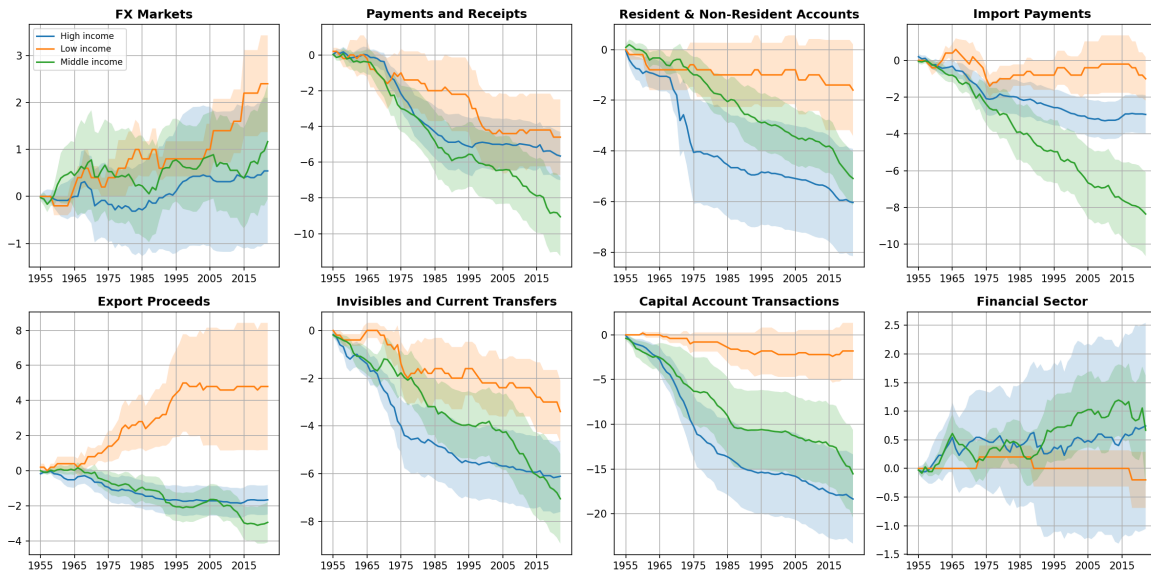 FX Markets
High income
Low income
Middle income
3
2
1
0
−1
1955 1965 1975 1985 1995 2005 2015
Payments and Receipts
0
−2
−4
−6
−8
−10
1955 1965 1975 1985 1995 2005 2015
Resident & Non-Resident Accounts
0
−2
−4
−6
−8
1955 1965 1975 1985 1995 2005 2015
Import Payments
0
−2
−4
−6
−8
−10
1955 1965 1975 1985 1995 2005 2015
Export Proceeds
8
6
4
2
0
−2
−4
1955 1965 1975 1985 1995 2005 2015
Invisibles and Current Transfers
0
−2
−4
−6
−8
1955 1965 1975 1985 1995 2005 2015
Capital Account Transactions
0
−5
−10
−15
−20
1955 1965 1975 1985 1995 2005 2015
Financial Sector
2.5
2.0
1.5
1.0
0.5
0.0
−0.5
−1.0
−1.5
1955 1965 1975 1985 1995 2005 2015